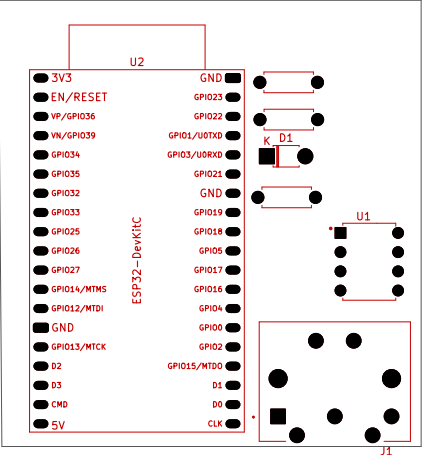 U2
3V3 GND
EN/RESET GPIO23
VP/GPIO36 GPIO22
VN/GPIO39 GPIO1/U0TXD
GPIO34 GPIO3/U0RXD
GPIO35 GPIO21
GPIO32 GND
GPIO33 GPIO19
GPIO25 GPIO18
GPIO26 GPIO5
GPIO27 GPIO17
GPIO14/MTMS GPIO16
GPIO12/MTDI GPIO4
GND GPIO0
GPIO13/MTCK GPIO2
D2 GPIO15/MTDO
D3 D1
CMD D0
5V CLK
ESP32-DevKitC
K D1
U1
J1